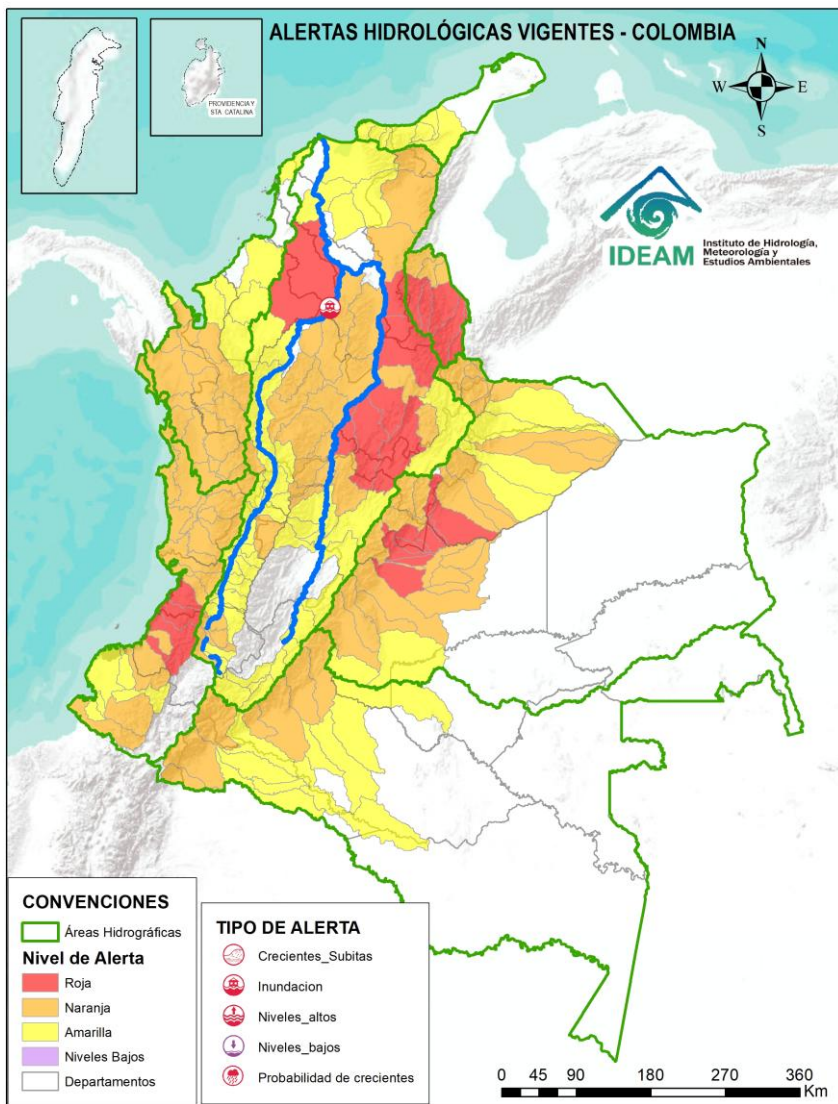 ALERTAS HIDROLÓGICAS VIGENTES - COLOMBIA
PROVIDENCIA Y
STA. CATALINA
N
W
E
S
IDEAM
Instituto de Hidrología,
Meteorología y
Estudios Ambientales
CONVENCIONES
Áreas Hidrográficas
Nivel de Alerta
Roja
Naranja
Amarilla
Niveles Bajos
Departamentos
TIPO DE ALERTA
Crecientes_Subitas
Inundacion
Niveles_altos
Niveles_bajos
Probabilidad de crecientes
0 45 90 180 270 360
Km